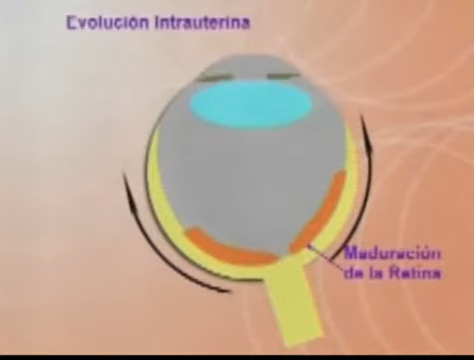 Evolución Intrauterina
Maduración
de la Retina